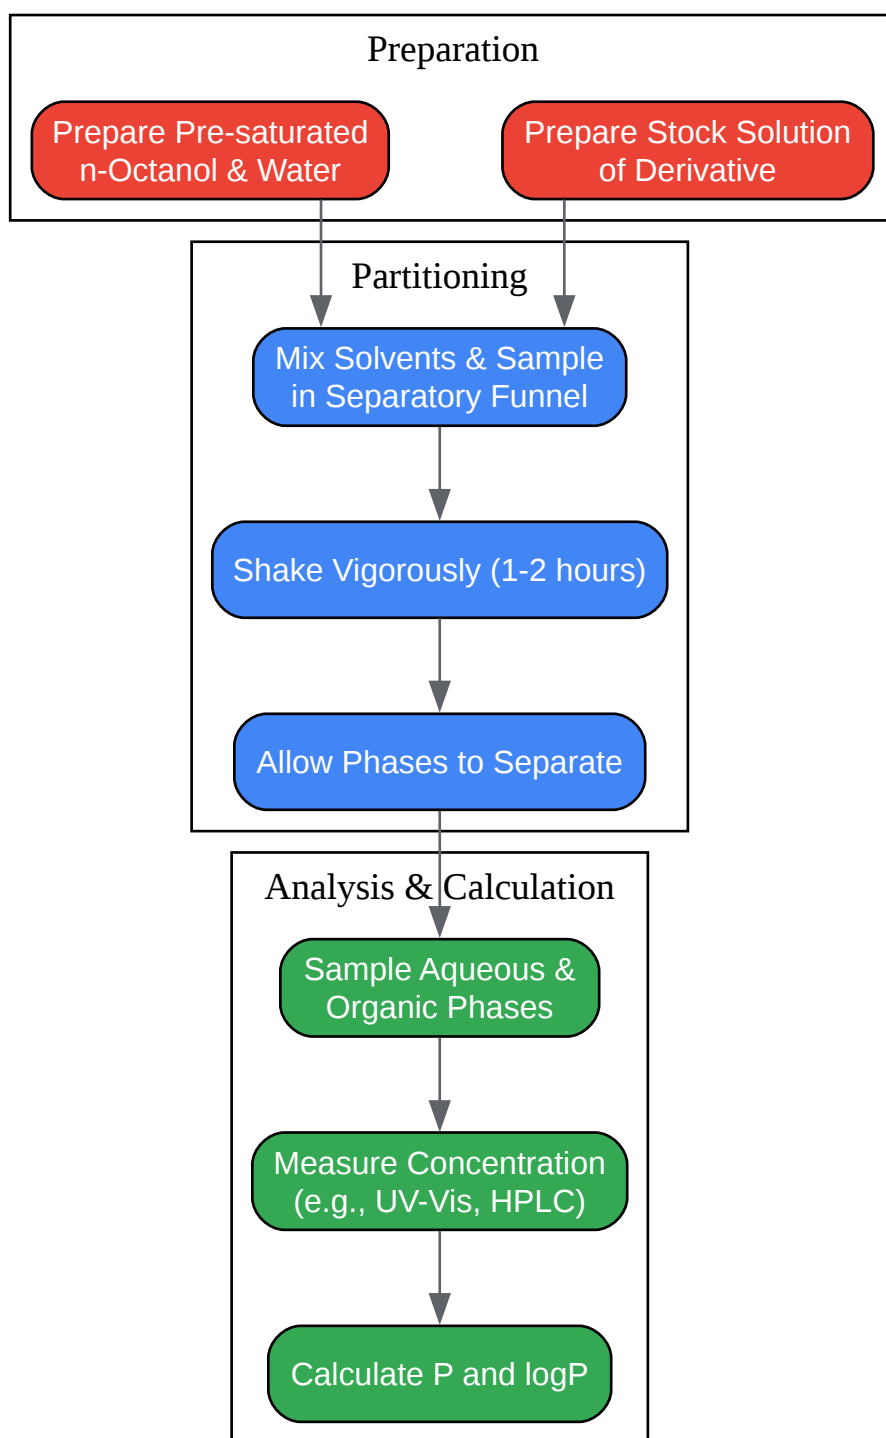 Preparation
Prepare Pre-saturated
n-Octanol & Water
Prepare Stock Solution
of Derivative
Partitioning
Mix Solvents & Sample
in Separatory Funnel
Shake Vigorously (1-2 hours)
Allow Phases to Separate
Analysis & Calculation
Sample Aqueous &
Organic Phases
Measure Concentration
(e.g., UV-Vis, HPLC)
Calculate P and logP